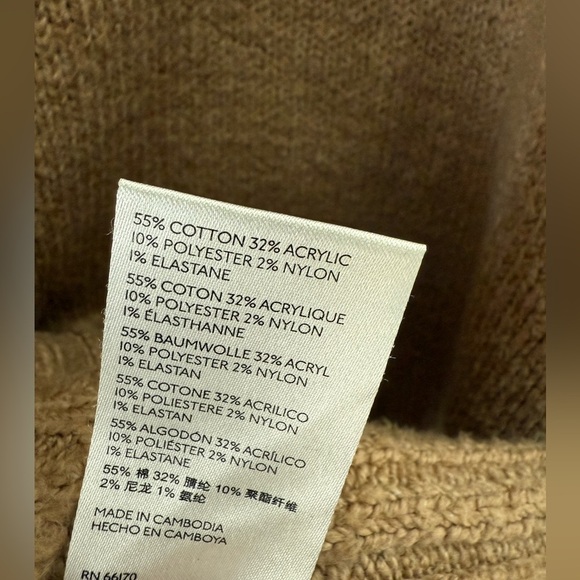 55% COTTON 32% ACRYLIC
10% POLYESTER 2% NYLON
1% ELASTANE
55% COTON 32% ACRYLIQUE
10% POLYESTER 2% NYLON
1% ÉLASTHANNE
55% BAUMWOLLE 32% ACRYL
10% POLYESTER 2% NYLON
1% ELASTAN
55% COTONE 32% ACRILICO
10% POLIESTERE 2% NYLON
1% ELASTAN
55% ALGODÓN 32% ACRÍLICO
10% POLIÉSTER 2% NYLON
1% ELASTANE
55% 棉 32% 腈纶 10% 聚酯纤维
2% 尼龙 1% 氨纶
MADE IN CAMBODIA
HECHO EN CAMBOYA
RN 66170